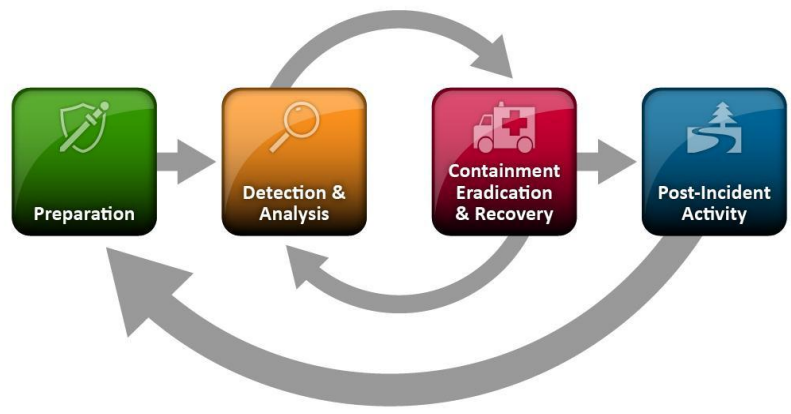 Preparation
Detection &
Analysis
Containment
Eradication
& Recovery
Post-Incident
Activity